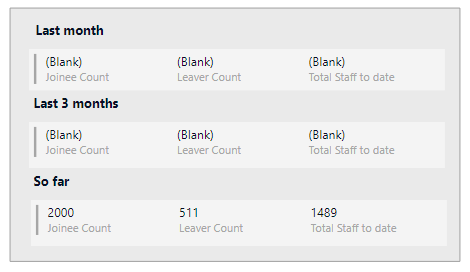 Last month
(Blank) (Blank) (Blank)
Joinee Count Leaver Count Total Staff to date
Last 3 months
(Blank) (Blank) (Blank)
Joinee Count Leaver Count Total Staff to date
So far
2000 511 1489
Joinee Count Leaver Count Total Staff to date